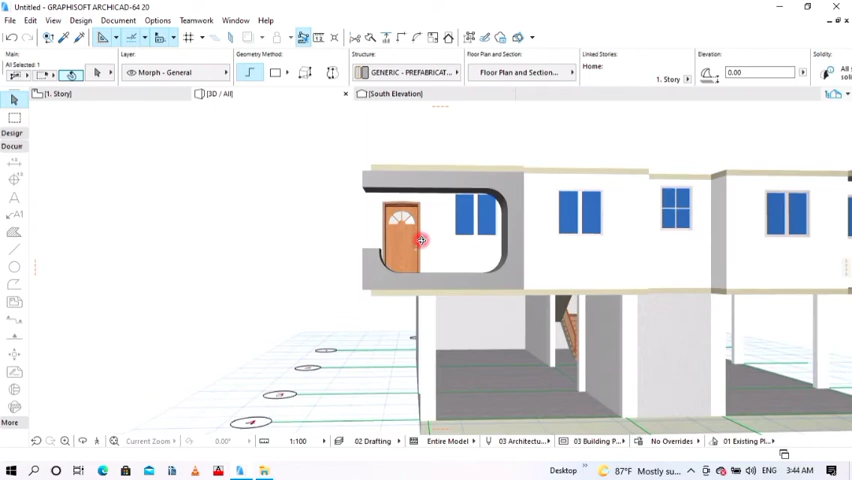 Untitled - GRAPHISOFT ARCHICAD-64 20
File Edit View Design Document Options Teamwork Window Help
Main:
All Selected: 1
Layer:
Morph - General
Geometry Method:
Structure:
GENERIC - PREFABRICAT...
Floor Plan and Section:
Floor Plan and Section...
Linked Stories:
Home:
1. Story
Elevation:
0.00
Solidity:
All s
soli
[1. Story]
[3D / All]
[South Elevation]
Design
Docue
A
A1
More
Current Zoom
0.00°
1:100
02 Drafting
Entire Model
03 Architectu...
03 Building P...
No Overrides
01 Existing Pl...
Desktop
87°F Mostly su...
ENG
3:44 AM